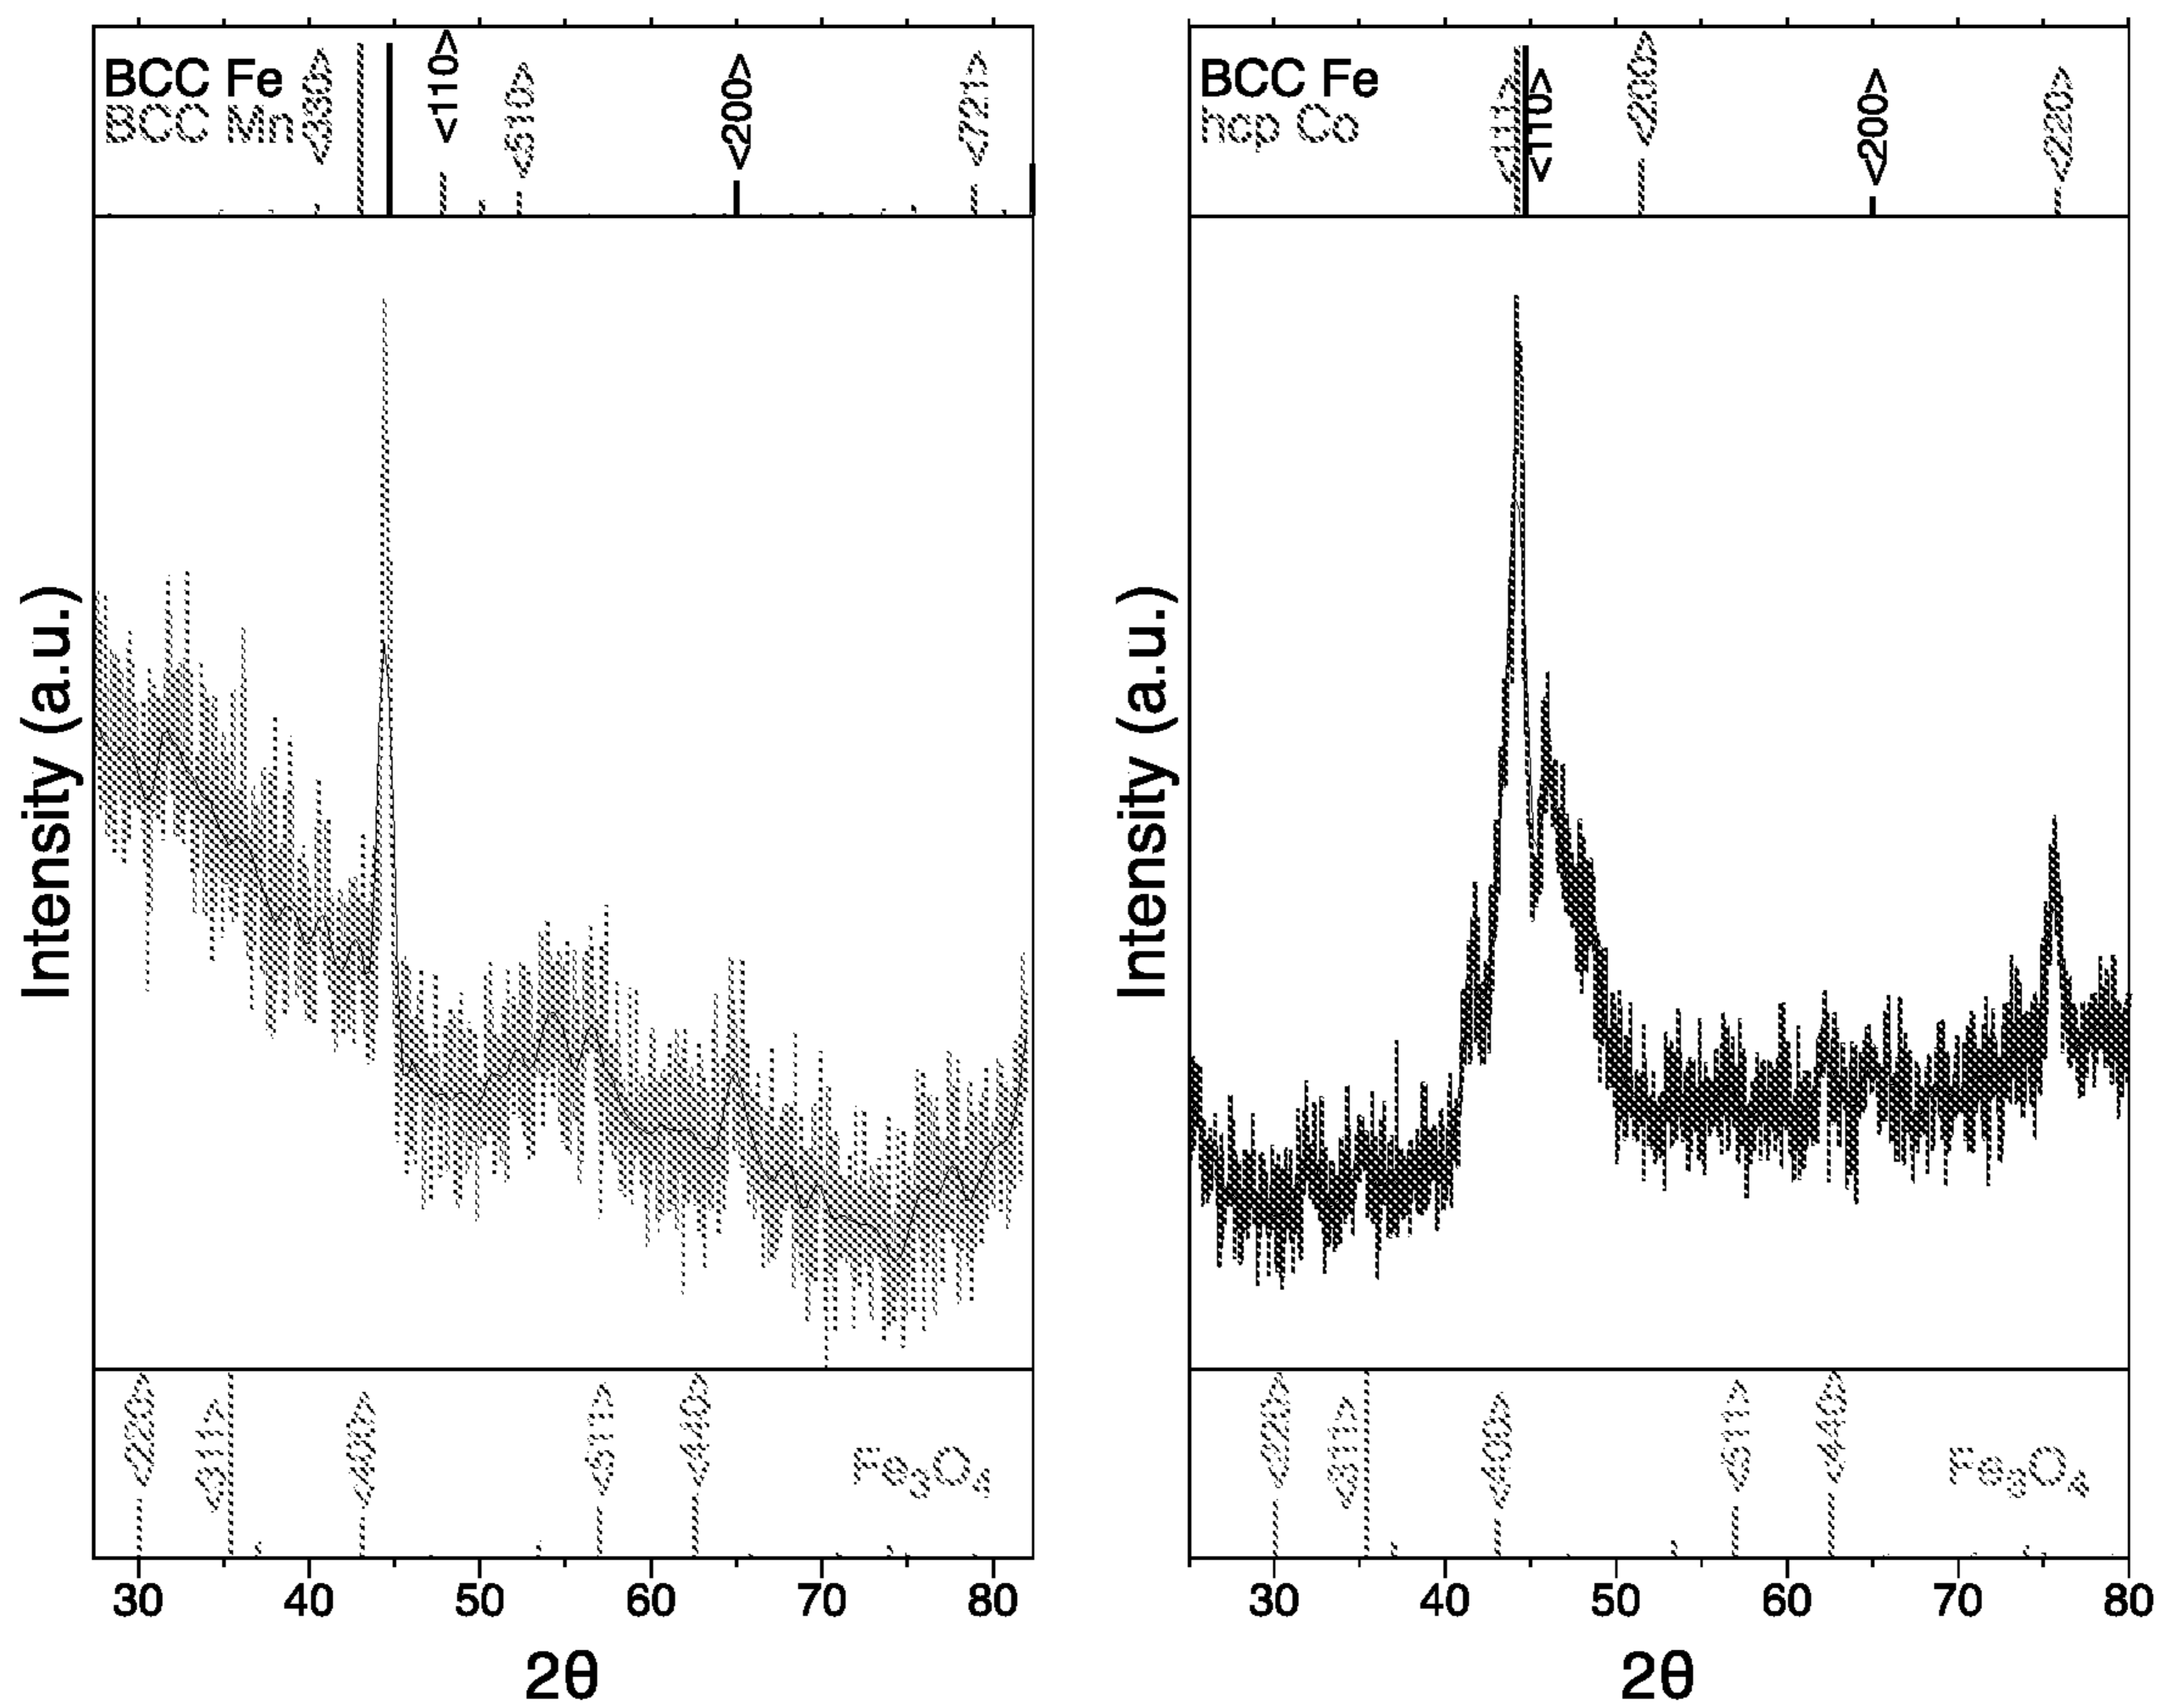 BCC Fe
BCC Mn
<330>
<110>
<510>
<200>
<721>
Intensity (a.u.)
<220>
<311>
<400>
<511>
<440>
Fe3O4
30 40 50 60 70 80
2θ
BCC Fe
hcp Co
<111>
<110>
<200>
<200>
<220>
Intensity (a.u.)
<220>
<311>
<400>
<511>
<440>
Fe3O4
30 40 50 60 70 80
2θ